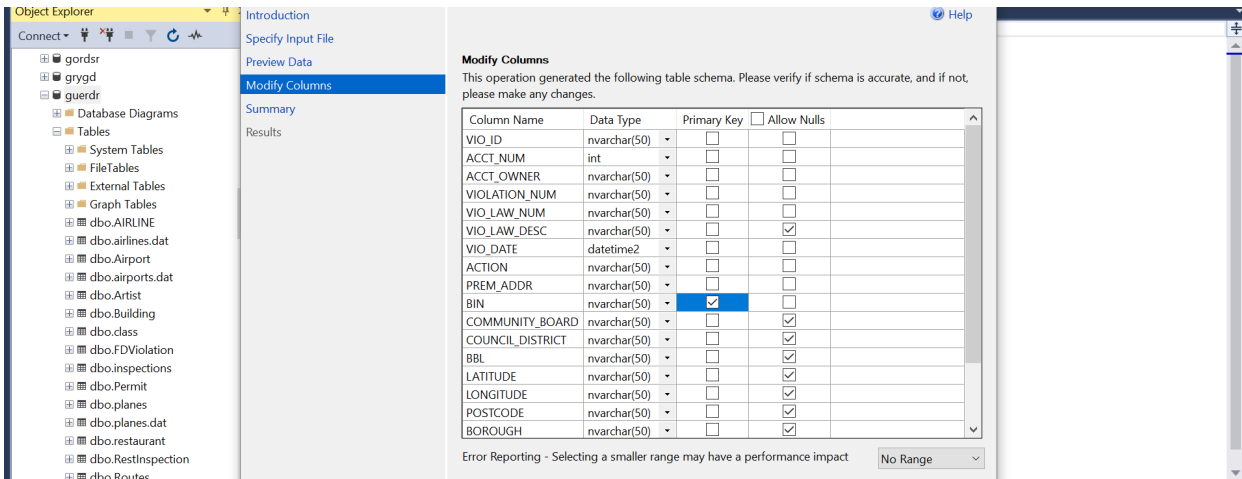 Object Explorer
Connect
gordsr
grygd
guerdr
Database Diagrams
Tables
System Tables
FileTables
External Tables
Graph Tables
dbo.AIRLINE
dbo.airlines.dat
dbo.Airport
dbo.airports.dat
dbo.Artist
dbo.Building
dbo.class
dbo.FDViolation
dbo.inspections
dbo.Permit
dbo.planes
dbo.planes.dat
dbo.restaurant
dbo.RestInspection
dbo.Routes
Introduction
Specify Input File
Preview Data
Modify Columns
Summary
Results
Help
Modify Columns
This operation generated the following table schema. Please verify if schema is accurate, and if not,
please make any changes.
Column Name Data Type Primary Key Allow Nulls
VIO_ID nvarchar(50)
ACCT_NUM int
ACCT_OWNER nvarchar(50)
VIOLATION_NUM nvarchar(50)
VIO_LAW_NUM nvarchar(50)
VIO_LAW_DESC nvarchar(50)
VIO_DATE datetime2
ACTION nvarchar(50)
PREM_ADDR nvarchar(50)
BIN nvarchar(50)
COMMUNITY_BOARD nvarchar(50)
COUNCIL_DISTRICT nvarchar(50)
BBL nvarchar(50)
LATITUDE nvarchar(50)
LONGITUDE nvarchar(50)
POSTCODE nvarchar(50)
BOROUGH nvarchar(50)
Error Reporting - Selecting a smaller range may have a performance impact No Range